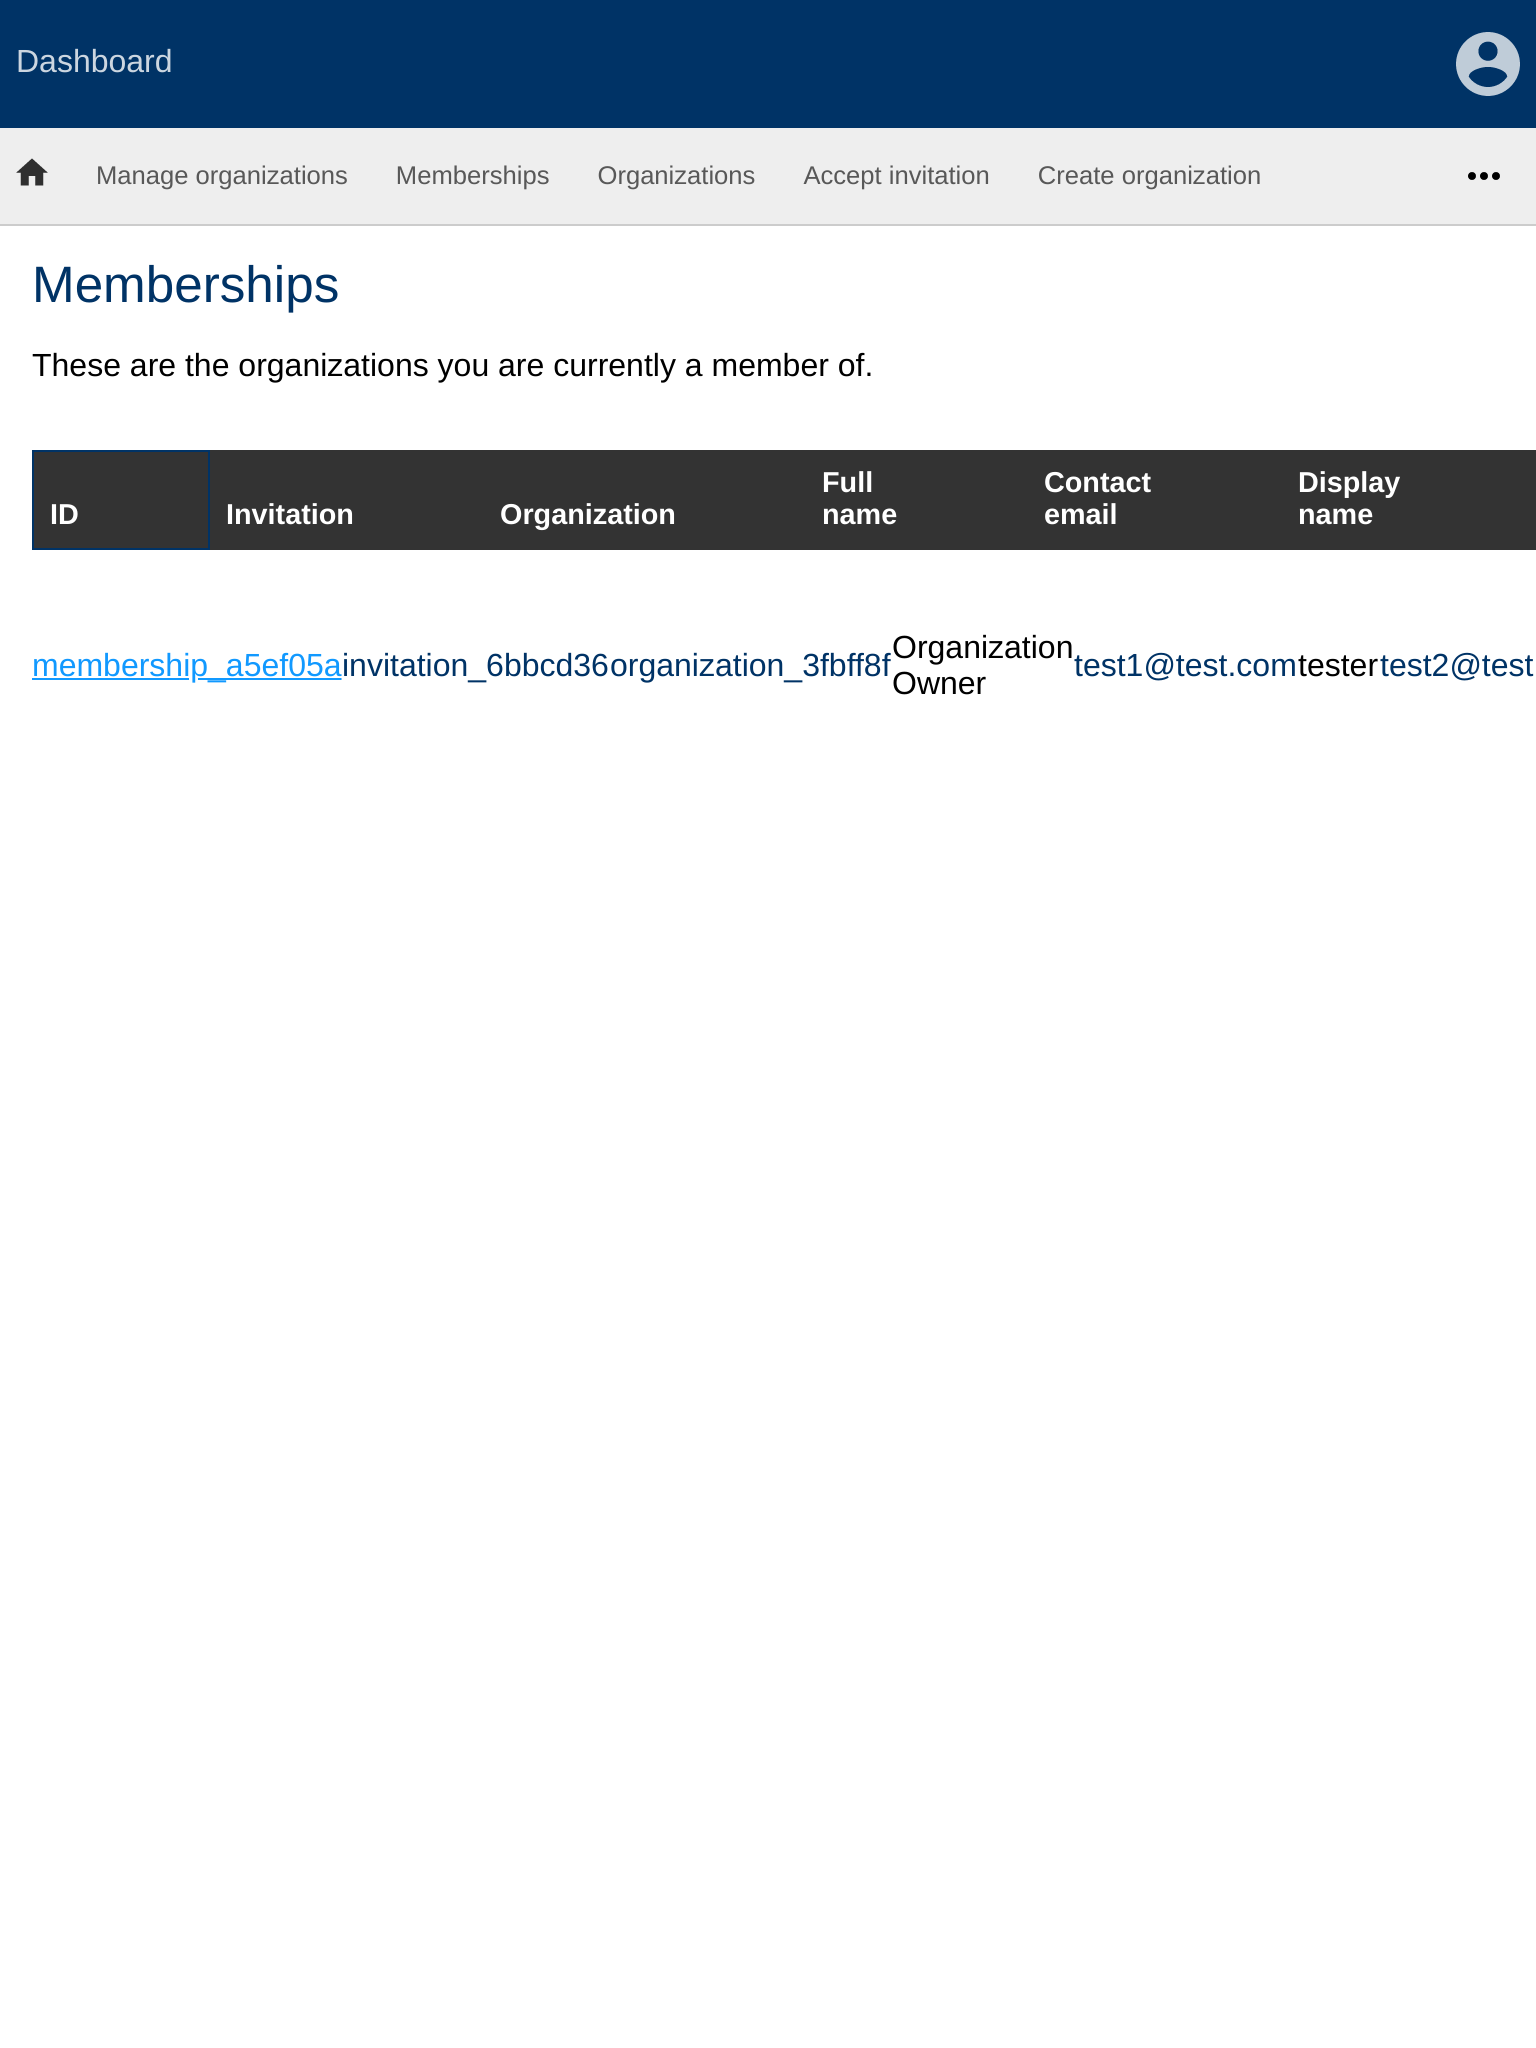 Dashboard
Manage organizations Memberships Organizations Accept invitation Create organization
Memberships
These are the organizations you are currently a member of.
ID Invitation Organization Full name Contact email Display name
membership_a5ef05a invitation_6bbcd36 organization_3fbff8f Organization Owner test1@test.com tester test2@test